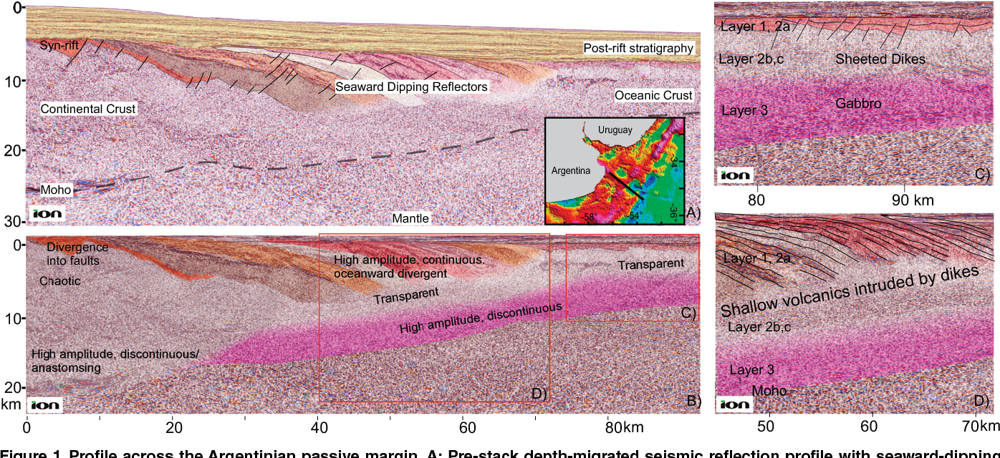 0
10
20
30
Syn-rift
Post-rift stratigraphy
Seaward Dipping Reflectors
Continental Crust
Oceanic Crust
Moho
Mantle
ion
Uruguay
Argentina
-58°
-54°
-34°
-36°
A)
0
10
20
km
Divergence
into faults
Chaotic
High amplitude, continuous.
oceanward divergent
Transparent
Transparent
High amplitude, discontinuous
High amplitude, discontinuous/
anastomsing
C)
D)
B)
ion
0
20
40
60
80km
Layer 1, 2a
Layer 2b,c
Sheeted Dikes
Gabbro
Layer 3
ion
C)
80
90 km
Layer 1, 2a
Shallow volcanics intruded by dikes
Layer 2b,c
Layer 3
Moho
ion
D)
50
60
70km
Figure 1. Profile across the Argentinian passive margin. A: Pre-stack depth-migrated seismic reflection profile with seaward-dipping